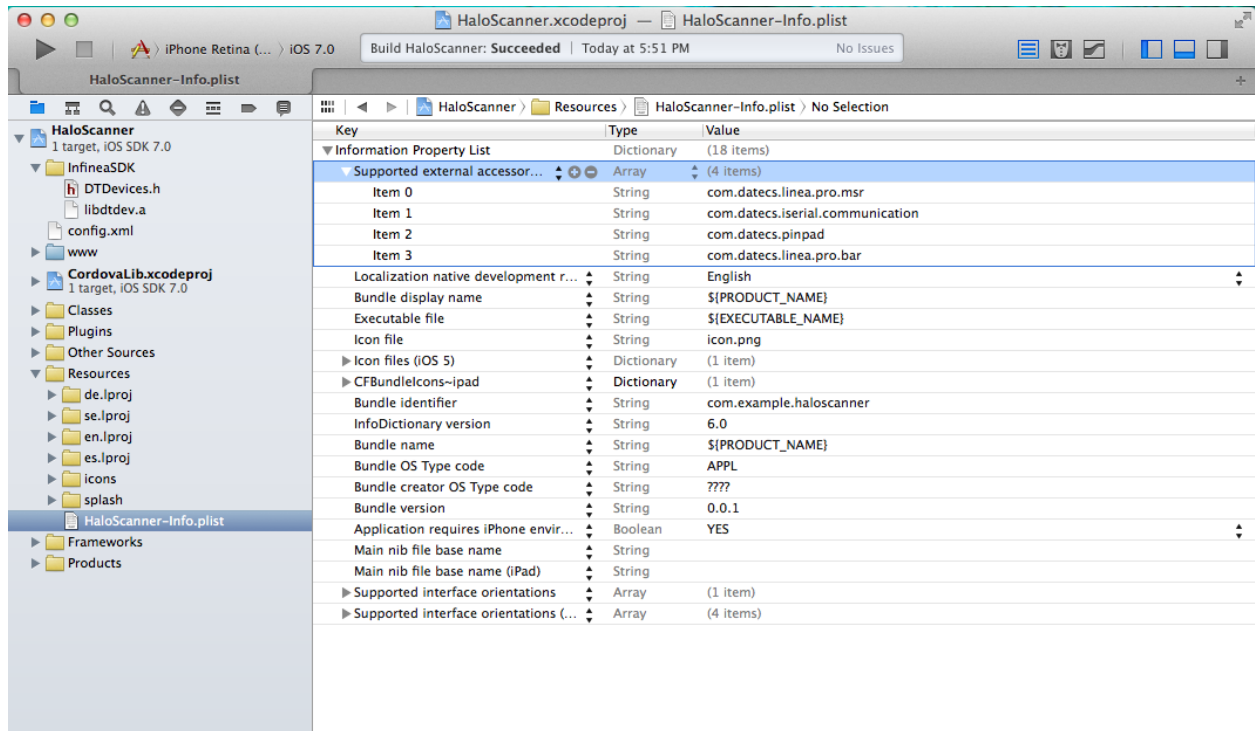 HaloScanner.xcodeproj — HaloScanner-Info.plist
iPhone Retina (... iOS 7.0
Build HaloScanner: Succeeded | Today at 5:51 PM No Issues
HaloScanner-Info.plist
HaloScanner
1 target, iOS SDK 7.0
InfineaSDK
h DTDevices.h
libdtdev.a
config.xml
www
CordovaLib.xcodeproj
1 target, iOS SDK 7.0
Classes
Plugins
Other Sources
Resources
de.lproj
se.lproj
en.lproj
es.lproj
icons
splash
HaloScanner-Info.plist
Frameworks
Products
HaloScanner Resources HaloScanner-Info.plist No Selection
Key Type Value
Information Property List Dictionary (18 items)
Supported external accessor... Array (4 items)
Item 0 String com.datecs.linea.pro.msr
Item 1 String com.datecs.iserial.communication
Item 2 String com.datecs.pinpad
Item 3 String com.datecs.linea.pro.bar
Localization native development r... String English
Bundle display name String ${PRODUCT_NAME}
Executable file String ${EXECUTABLE_NAME}
Icon file String icon.png
Icon files (iOS 5) Dictionary (1 item)
CFBundleIcons~ipad Dictionary (1 item)
Bundle identifier String com.example.haloscanner
InfoDictionary version String 6.0
Bundle name String ${PRODUCT_NAME}
Bundle OS Type code String APPL
Bundle creator OS Type code String ????
Bundle version String 0.0.1
Application requires iPhone envir... Boolean YES
Main nib file base name String
Main nib file base name (iPad) String
Supported interface orientations Array (1 item)
Supported interface orientations (... Array (4 items)